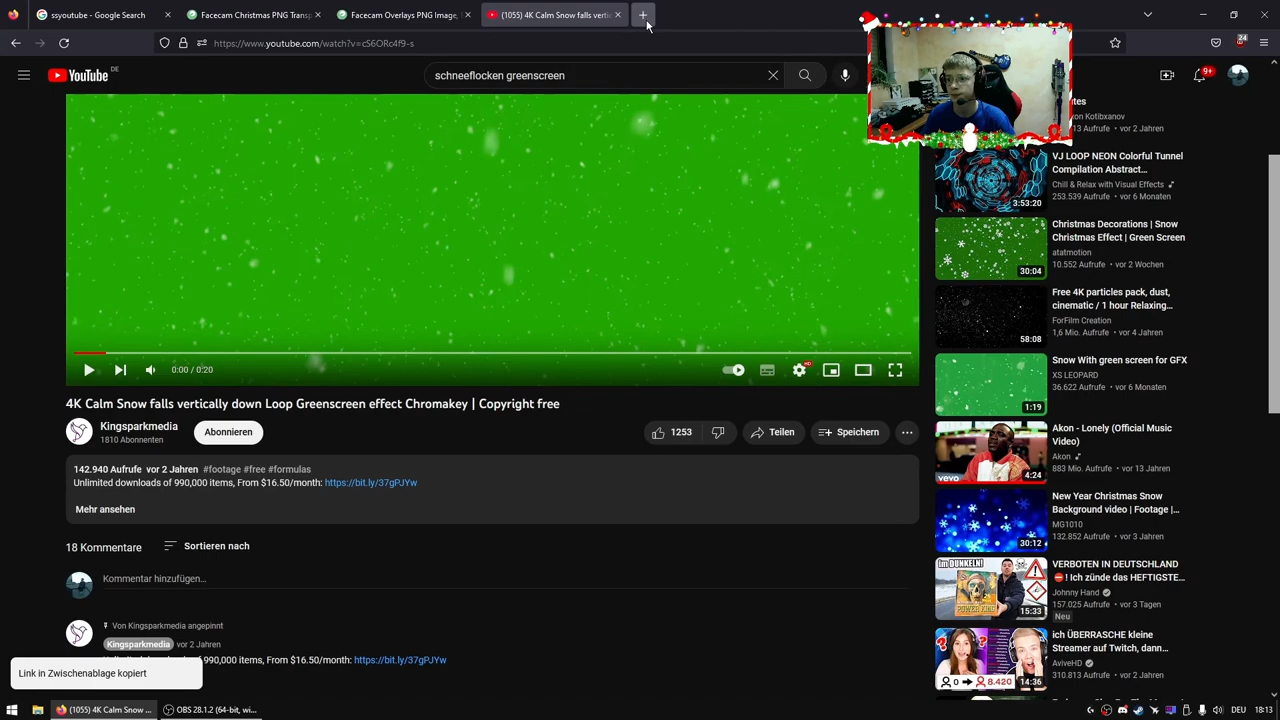 ssyoutube - Google Search
Facecam Christmas PNG Transp
Facecam Overlays PNG Image,
(1055) 4K Calm Snow falls vertic
https://www.youtube.com/watch?v=cS6ORc4f9-s
24
YouTube DE
schneeflocken greenscreen
9+
0:00 / 0:20
HD
4K Calm Snow falls vertically down Loop Greenscreen effect Chromakey | Copyright free
Kingsparkmedia
1810 Abonnenten
Abonnieren
1253
Teilen
Speichern
142.940 Aufrufe vor 2 Jahren #footage #free #formulas
Unlimited downloads of 990,000 items, From $16.50/month: https://bit.ly/37gPJYw
Mehr ansehen
18 Kommentare
Sortieren nach
Kommentar hinzufügen...
Von Kingsparkmedia angepinnt
Kingsparkmedia vor 2 Jahren
990,000 items, From $16.50/month: https://bit.ly/37gPJYw
Link in Zwischenablage kopiert
13 Aufrufe • vor 2 Jahren
VJ LOOP NEON Colorful Tunnel
Compilation Abstract...
Chill & Relax with Visual Effects
253.539 Aufrufe • vor 6 Monaten
3:53:20
Christmas Decorations | Snow
Christmas Effect | Green Screen
atatmotion
10.552 Aufrufe • vor 2 Wochen
30:04
Free 4K particles pack, dust,
cinematic / 1 hour Relaxing...
ForFilm Creation
1,6 Mio. Aufrufe • vor 4 Jahren
58:08
Snow With green screen for GFX
XS LEOPARD
36.622 Aufrufe • vor 6 Monaten
1:19
Akon - Lonely (Official Music
Video)
Akon
883 Mio. Aufrufe • vor 13 Jahren
vevo
4:24
New Year Christmas Snow
Background video | Footage |...
MG1010
132.852 Aufrufe • vor 3 Jahren
30:12
VERBOTEN IN DEUTSCHLAND
! Ich zünde das HEFTIGSTE...
Johnny Hand
157.025 Aufrufe • vor 3 Tagen
Neu
im DUNKELN!
15:33
ich ÜBERRASCHE kleine
Streamer auf Twitch, dann...
AviveHD
310.813 Aufrufe • vor 2 Jahren
0
8.420
14:36
(1055) 4K Calm Snow ...
OBS 28.1.2 (64-bit, wi...
DEU
18:13